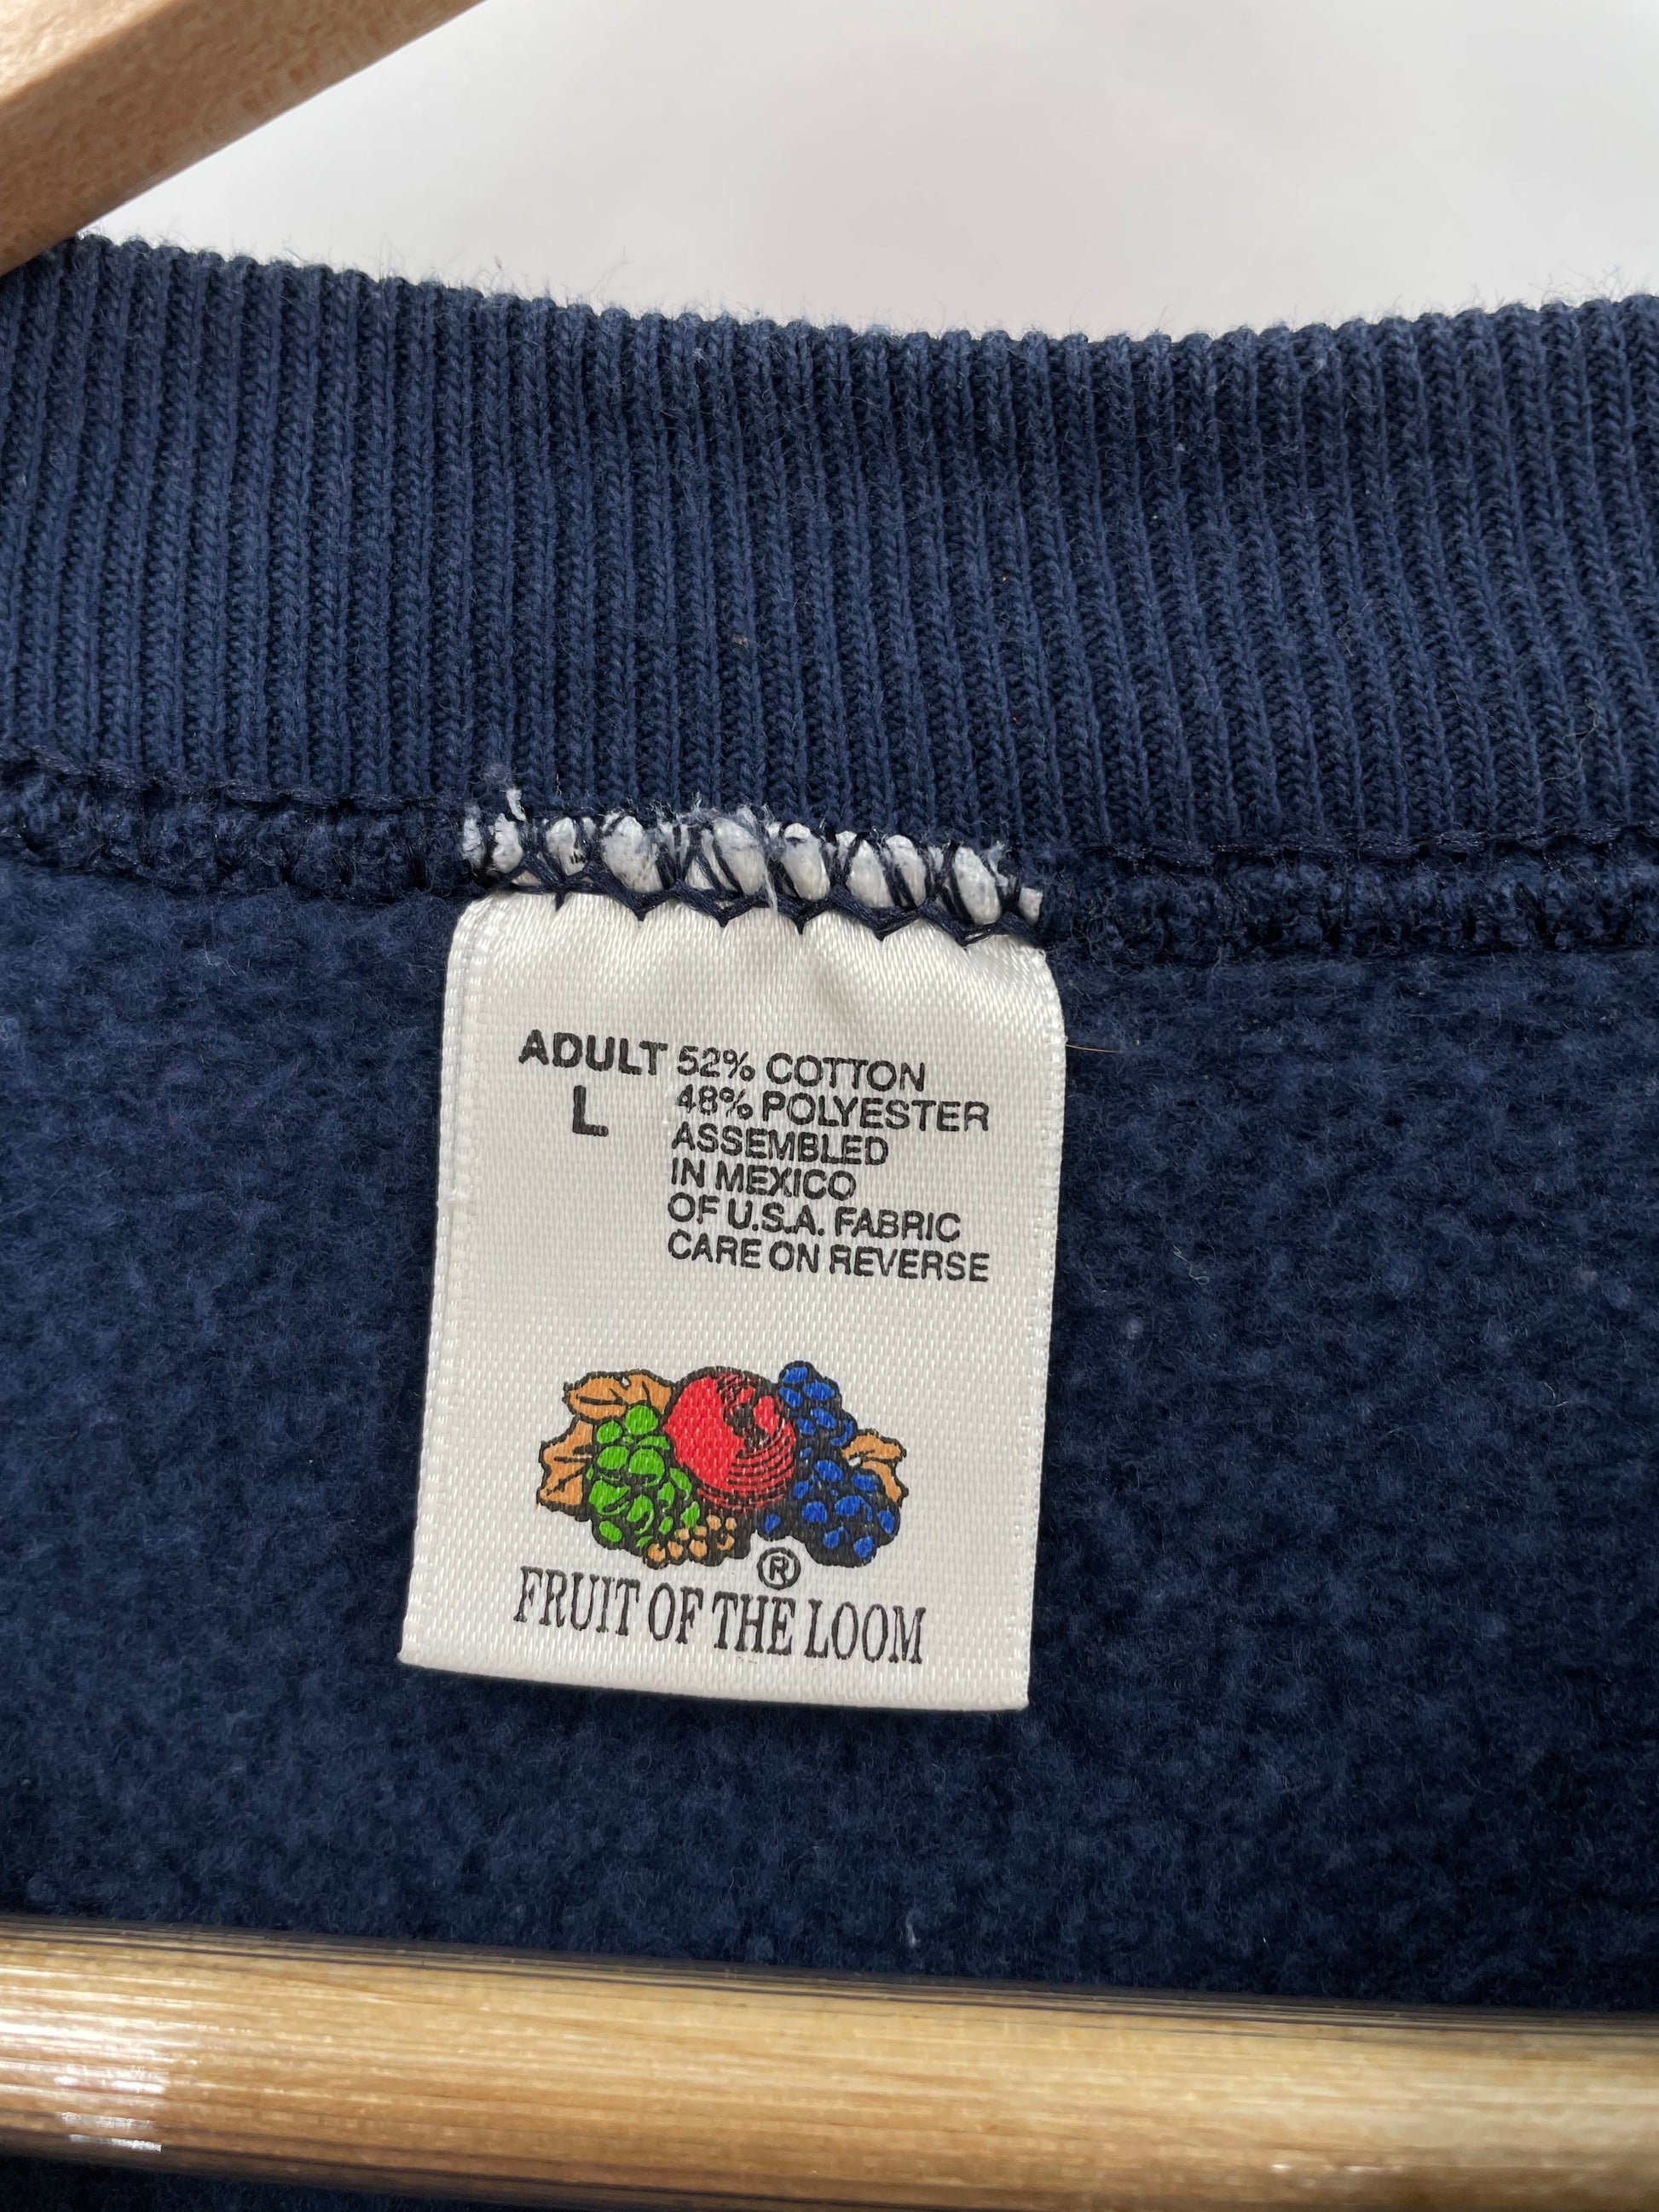 ADULT 52% COTTON
L 48% POLYESTER
ASSEMBLED
IN MEXICO
OF U.S.A. FABRIC
CARE ON REVERSE
®
FRUIT OF THE LOOM